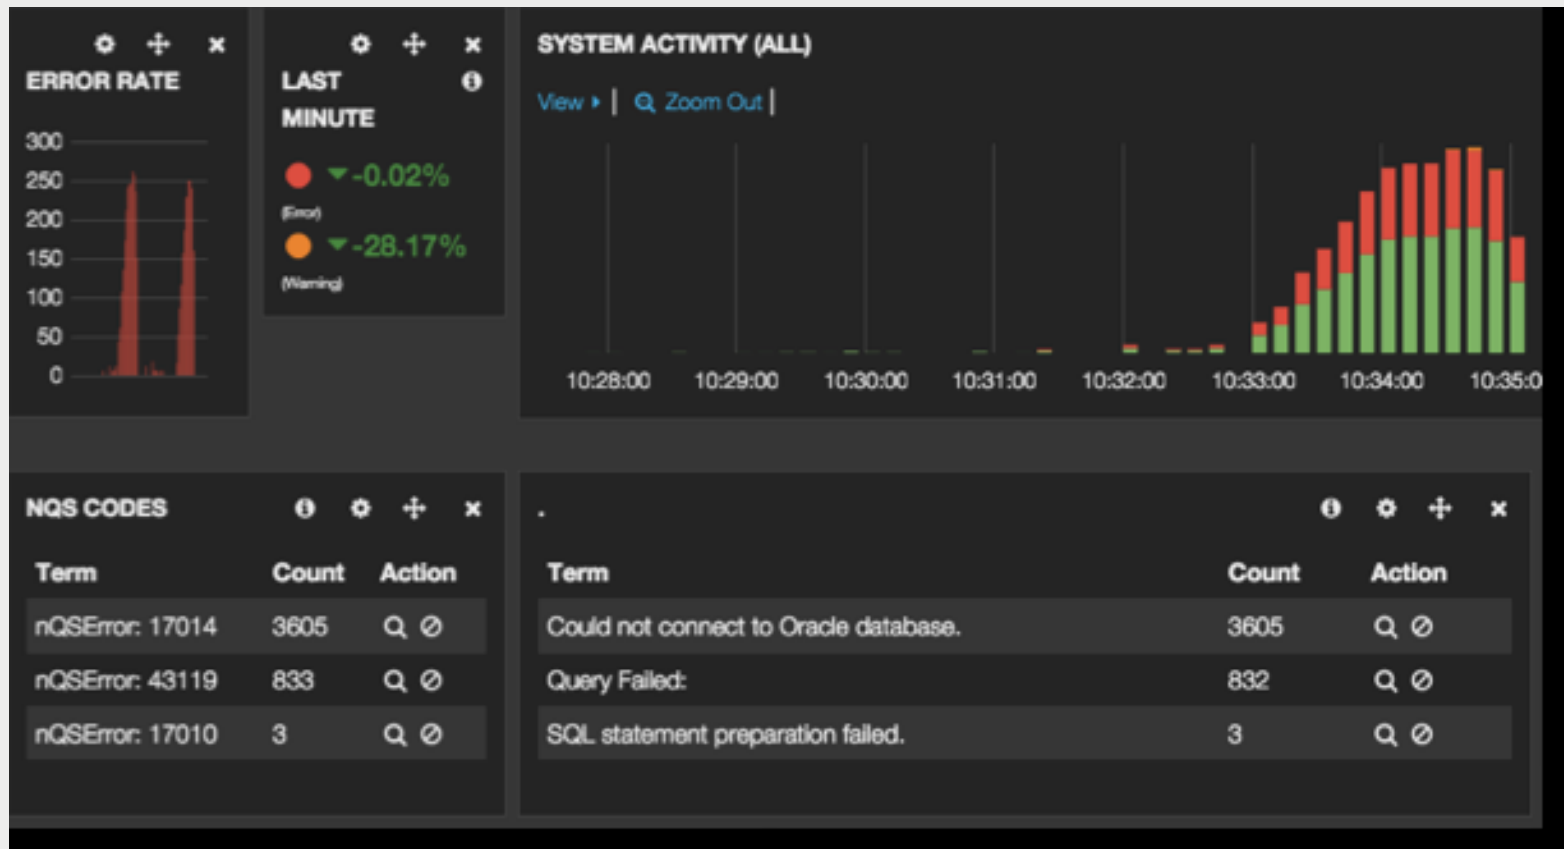 ERROR RATE
300
250
200
150
100
50
0
LAST
MINUTE
-0.02%
(Error)
-28.17%
(Warning)
SYSTEM ACTIVITY (ALL)
View | Zoom Out |
10:28:00 10:29:00 10:30:00 10:31:00 10:32:00 10:33:00 10:34:00 10:35:0
NQS CODES
Term Count Action
nQSError: 17014 3605
nQSError: 43119 833
nQSError: 17010 3
.
Term Count Action
Could not connect to Oracle database. 3605
Query Failed: 832
SQL statement preparation failed. 3